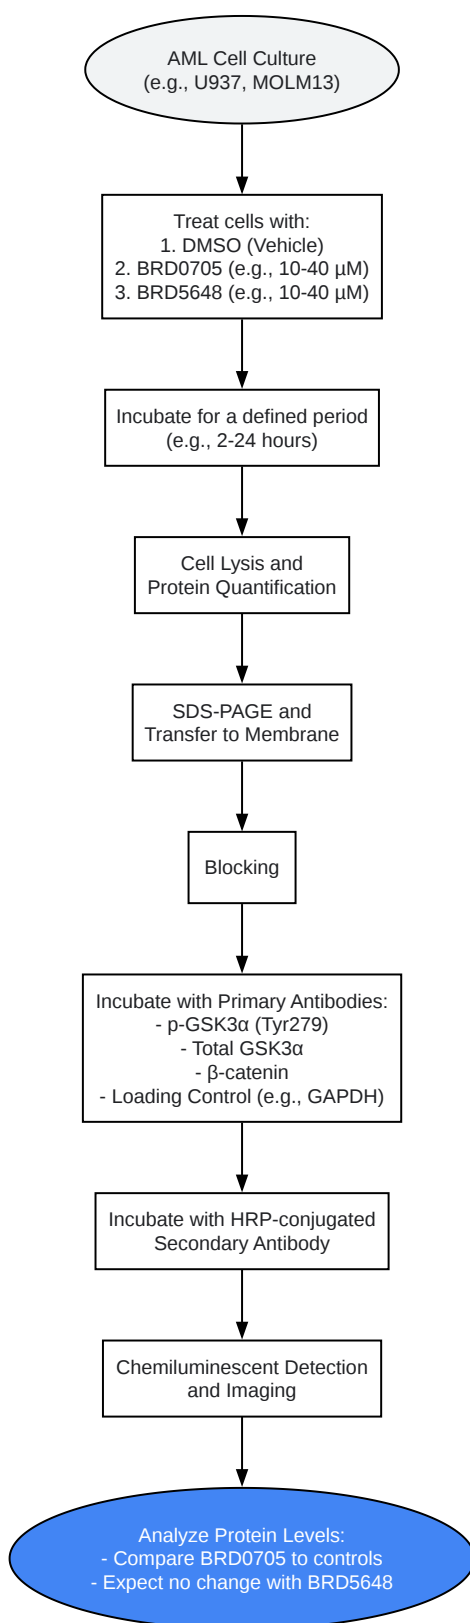 AML Cell Culture
(e.g., U937, MOLM13)
Treat cells with:
1. DMSO (Vehicle)
2. BRD0705 (e.g., 10-40 µM)
3. BRD5648 (e.g., 10-40 µM)
Incubate for a defined period
(e.g., 2-24 hours)
Cell Lysis and
Protein Quantification
SDS-PAGE and
Transfer to Membrane
Blocking
Incubate with Primary Antibodies:
- p-GSK3α (Tyr279)
- Total GSK3α
- β-catenin
- Loading Control (e.g., GAPDH)
Incubate with HRP-conjugated
Secondary Antibody
Chemiluminescent Detection
and Imaging
Analyze Protein Levels:
- Compare BRD0705 to controls
- Expect no change with BRD5648